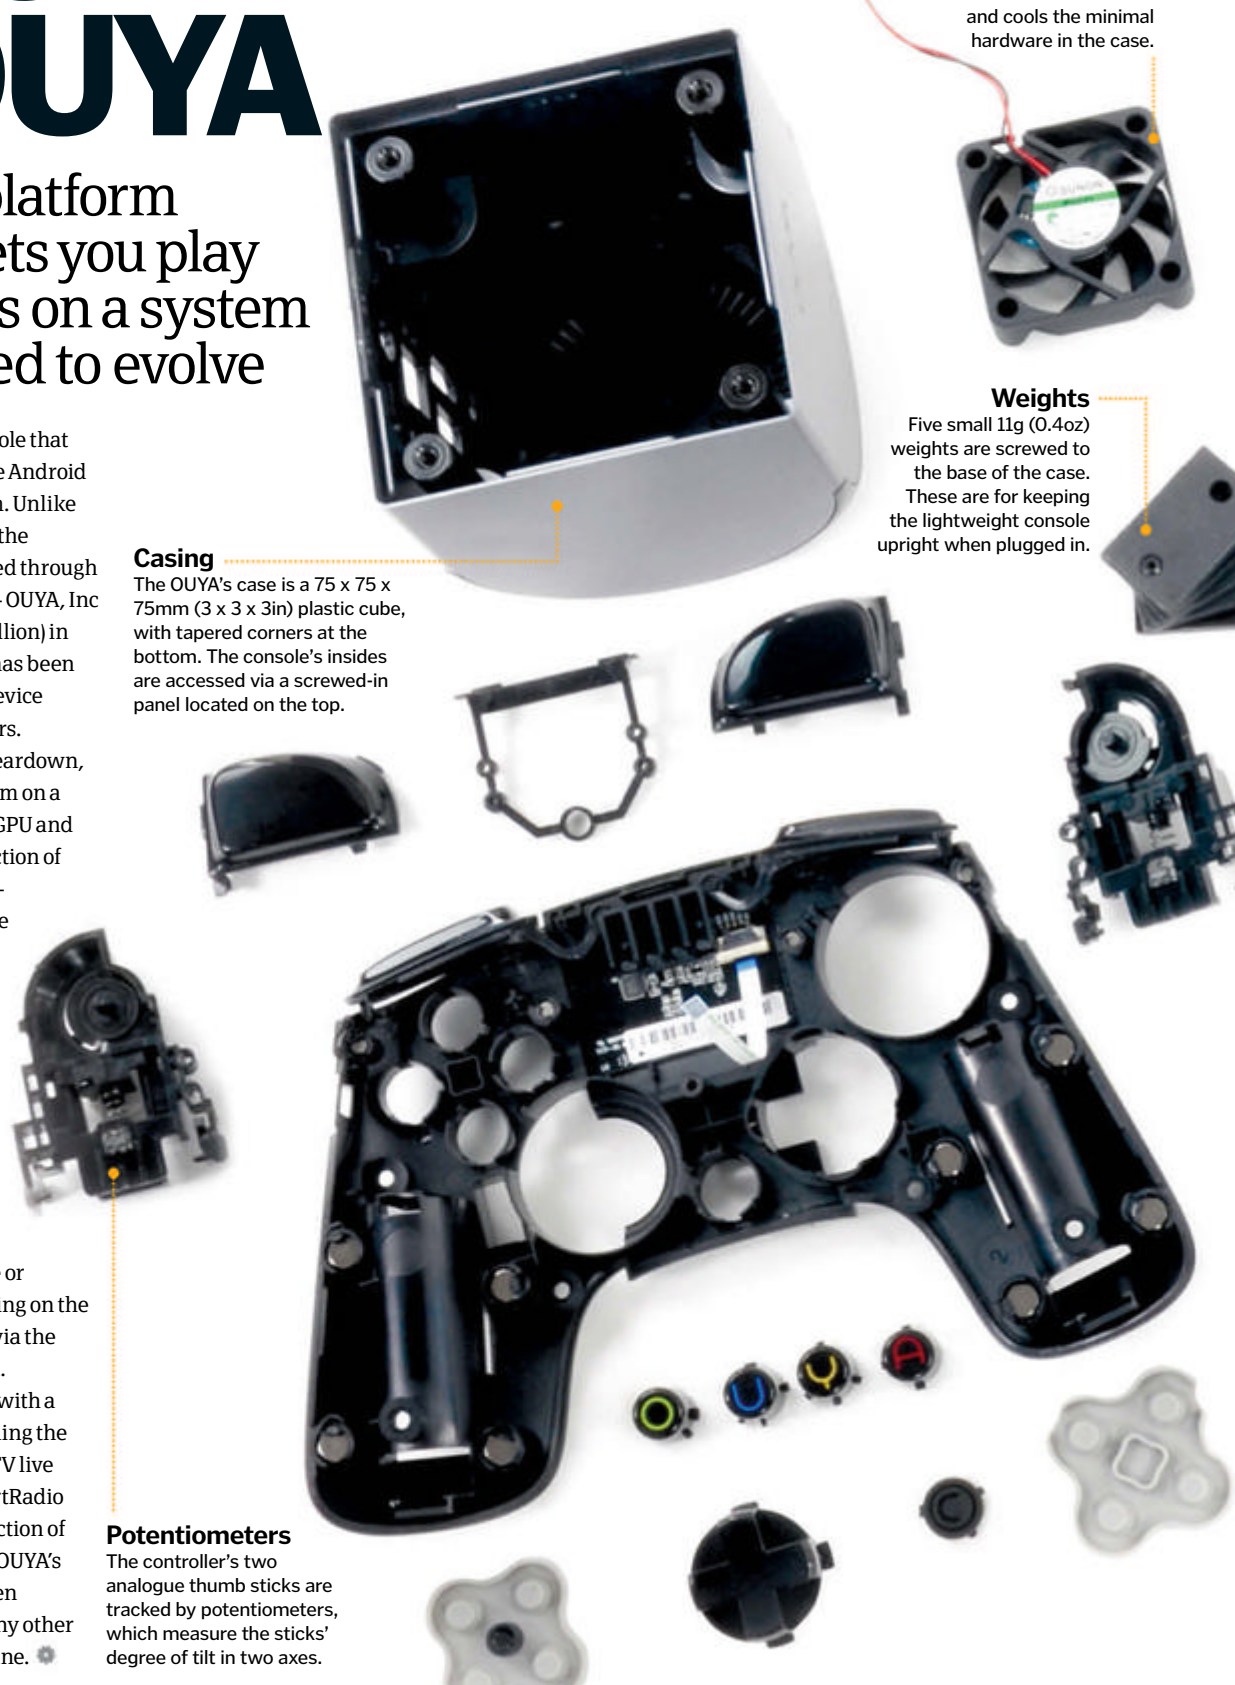 OUYA
platform
ets you play
s on a system
ed to evolve
ole that
e Android
n. Unlike
the
ed through
– OUYA, Inc
llion) in
has been
evice
rs.
eardown,
m on a
GPU and
ction of
-
e
e or
ing on the
via the
.
with a
ing the
TV live
rtRadio
ction of
OUYA's
en
ny other
ne.
and cools the minimal
hardware in the case.
Weights
Five small 11g (0.4oz)
weights are screwed to
the base of the case.
These are for keeping
the lightweight console
upright when plugged in.
Casing
The OUYA's case is a 75 x 75 x
75mm (3 x 3 x 3in) plastic cube,
with tapered corners at the
bottom. The console's insides
are accessed via a screwed-in
panel located on the top.
SUNON
2
O U Y A
Potentiometers
The controller's two
analogue thumb sticks are
tracked by potentiometers,
which measure the sticks'
degree of tilt in two axes.